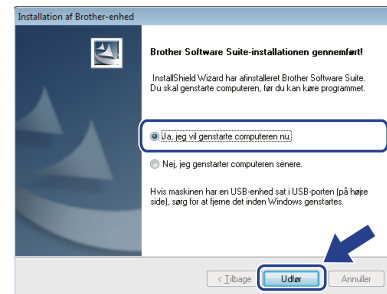 Installation af Brother-enhed
Brother Software Suite-installationen gennemført!
InstallShield Wizard har afinstalleret Brother Software Suite.
Du skal genstarte computeren, før du kan køre programmet.
Ja, jeg vil genstarte computeren nu.
Nej, jeg genstarter computeren senere.
Hvis maskinen har en USB-enhed sat i USB-porten (på højre
side), sørg for at fjerne det inden Windows genstartes.
< Tilbage Udfør Annuller